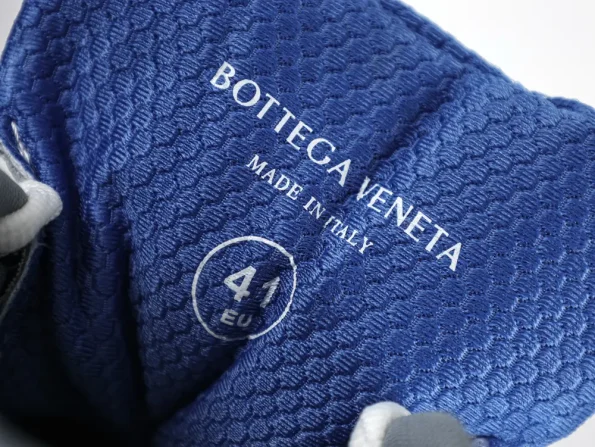 BOTTEGA VENETA
MADE IN ITALY
41
EU